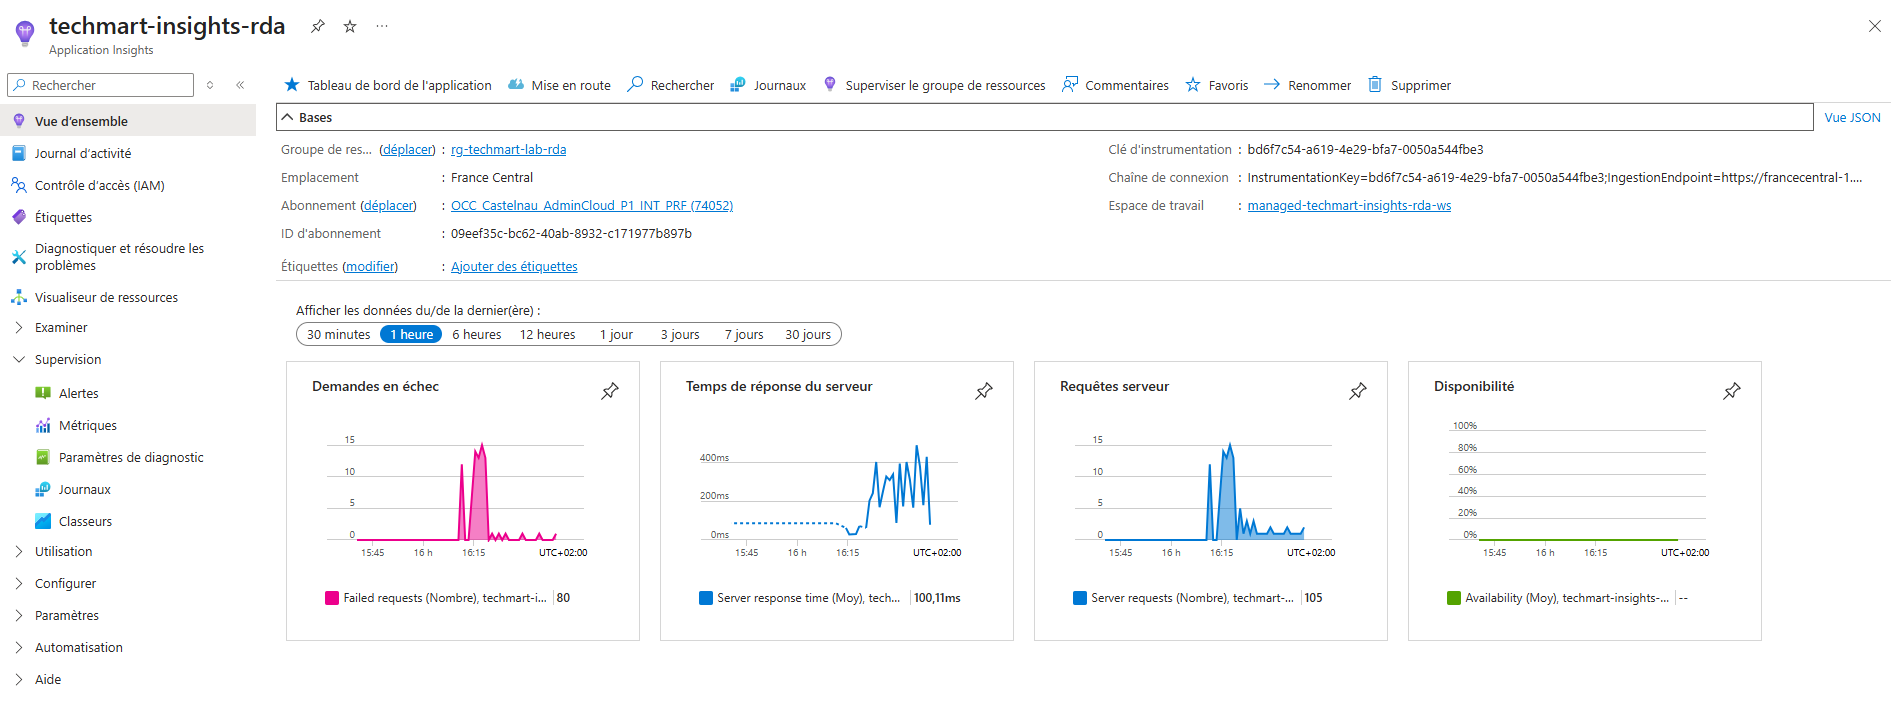 techmart-insights-rda
Application Insights
Rechercher
Tableau de bord de l'application Mise en route Rechercher Journaux Superviser le groupe de ressources Commentaires Favoris Renommer Supprimer
Vue d'ensemble
Journal d'activité
Contrôle d'accès (IAM)
Étiquettes
Diagnostiquer et résoudre les
problèmes
Visualiseur de ressources
Examiner
Supervision
Alertes
Métriques
Paramètres de diagnostic
Journaux
Classeurs
Utilisation
Configurer
Paramètres
Automatisation
Aide
Bases
Vue JSON
Groupe de res... (déplacer) : rg-techmart-lab-rda
Emplacement : France Central
Abonnement (déplacer) : OCC_Castelnau_AdminCloud_P1_INT_PRF (74052)
ID d'abonnement : 09eef35c-bc62-40ab-8932-c171977b897b
Étiquettes (modifier) : Ajouter des étiquettes
Clé d'instrumentation : bd6f7c54-a619-4e29-bfa7-0050a544fbe3
Chaîne de connexion : InstrumentationKey=bd6f7c54-a619-4e29-bfa7-0050a544fbe3;IngestionEndpoint=https://francecentral-1....
Espace de travail : managed-techmart-insights-rda-ws
Afficher les données du/de la dernier(ère) :
30 minutes 1 heure 6 heures 12 heures 1 jour 3 jours 7 jours 30 jours
Demandes en échec
15
10
5
0
15:45 16 h 16:15 UTC+02:00
Failed requests (Nombre), techmart-i... 80
Temps de réponse du serveur
400ms
200ms
0ms
15:45 16 h 16:15 UTC+02:00
Server response time (Moy), tech... 100,11ms
Requêtes serveur
15
10
5
0
15:45 16 h 16:15 UTC+02:00
Server requests (Nombre), techmart-... 105
Disponibilité
100%
80%
60%
40%
20%
0%
15:45 16 h 16:15 UTC+02:00
Availability (Moy), techmart-insights-... --